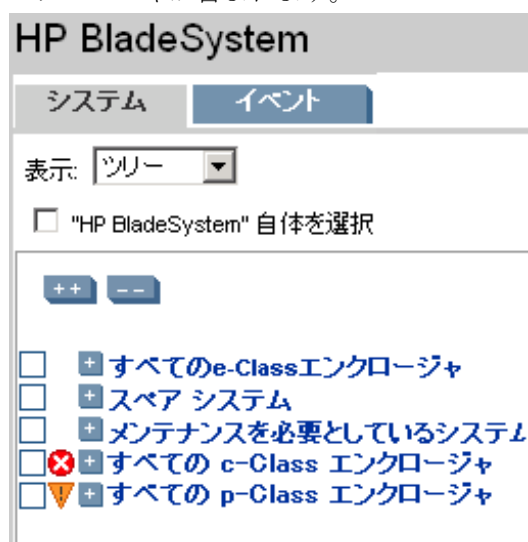 HP BladeSystem
システム イベント
表示: ツリー
"HP BladeSystem" 自体を選択
++ --
すべてのe-Classエンクロージャ
スペア システム
メンテナンスを必要としているシステム
すべての c-Class エンクロージャ
すべての p-Class エンクロージャ